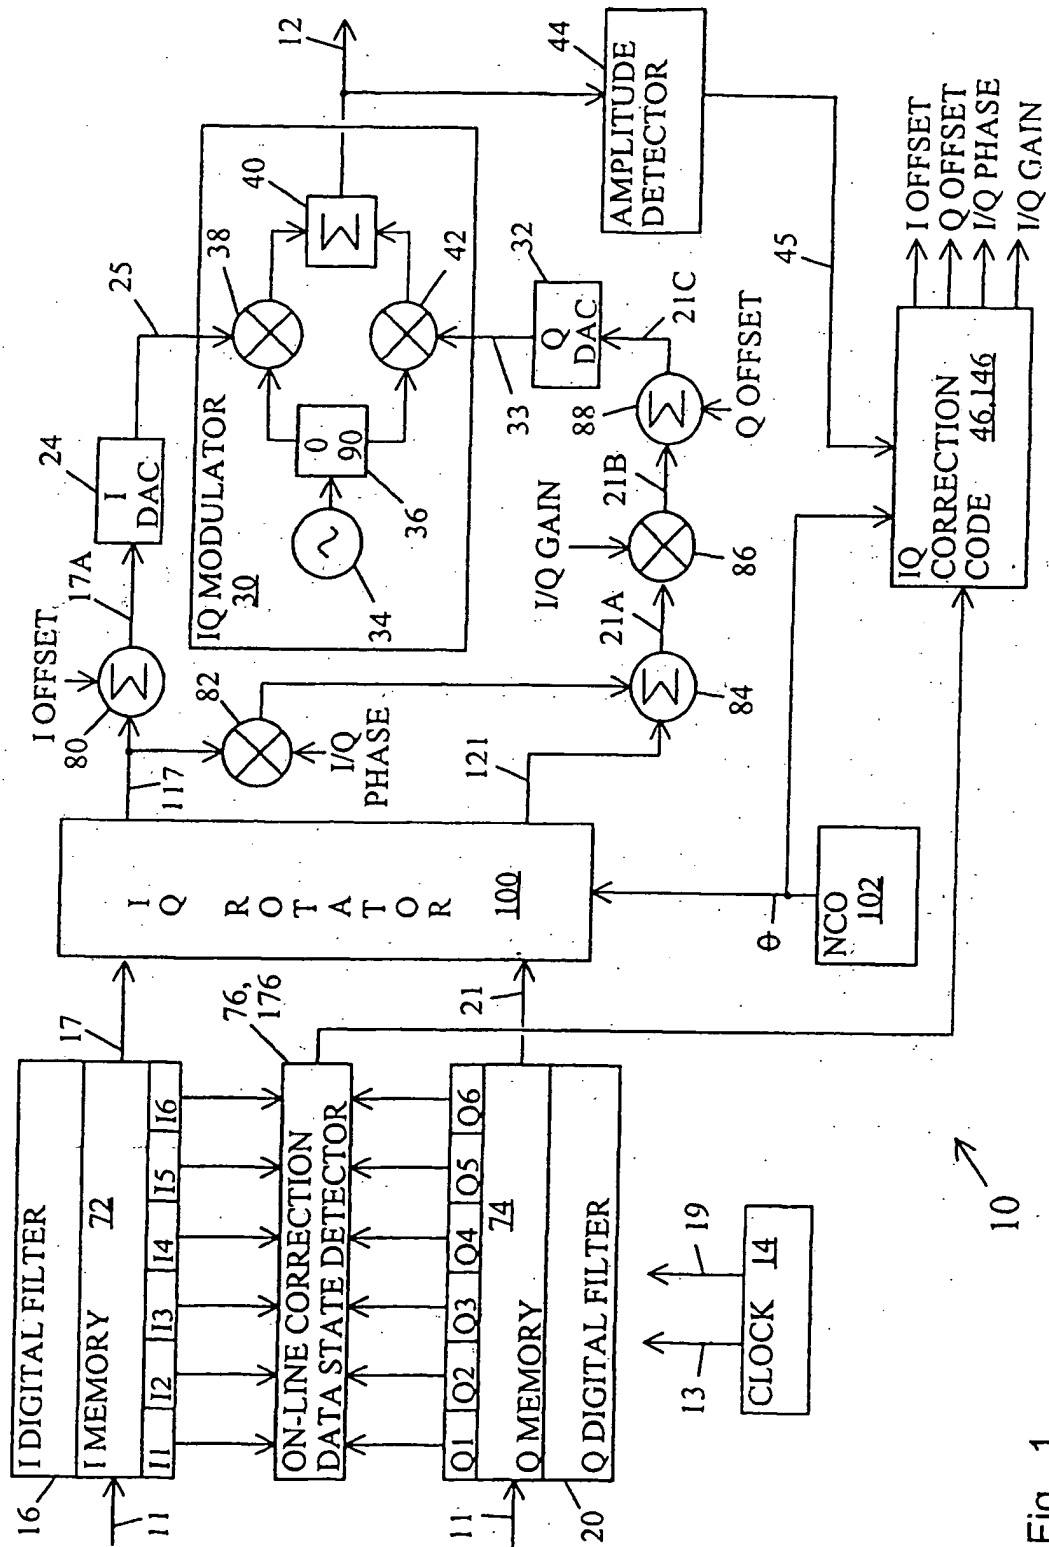 16
I DIGITAL FILTER
I MEMORY 72
I1 I2 I3 I4 I5 I6
11
17
ON-LINE CORRECTION
DATA STATE DETECTOR
76,
176
Q1 Q2 Q3 Q4 Q5 Q6
Q MEMORY 74
Q DIGITAL FILTER
11
20
21
CLOCK 14
13
19
10
IQ
ROTATOR
100
117
121
θ
NCO
102
I OFFSET
80
Σ
17A
82
I/Q
PHASE
Σ
84
21A
I/Q GAIN
86
21B
Σ
88
Q OFFSET
21C
24
I
DAC
25
Q
DAC
32
33
IQ MODULATOR
30
34
0
90
36
38
Σ
40
42
12
AMPLITUDE
DETECTOR
44
45
IQ
CORRECTION
CODE 46,146
I OFFSET
Q OFFSET
I/Q PHASE
I/Q GAIN
Fig. 1